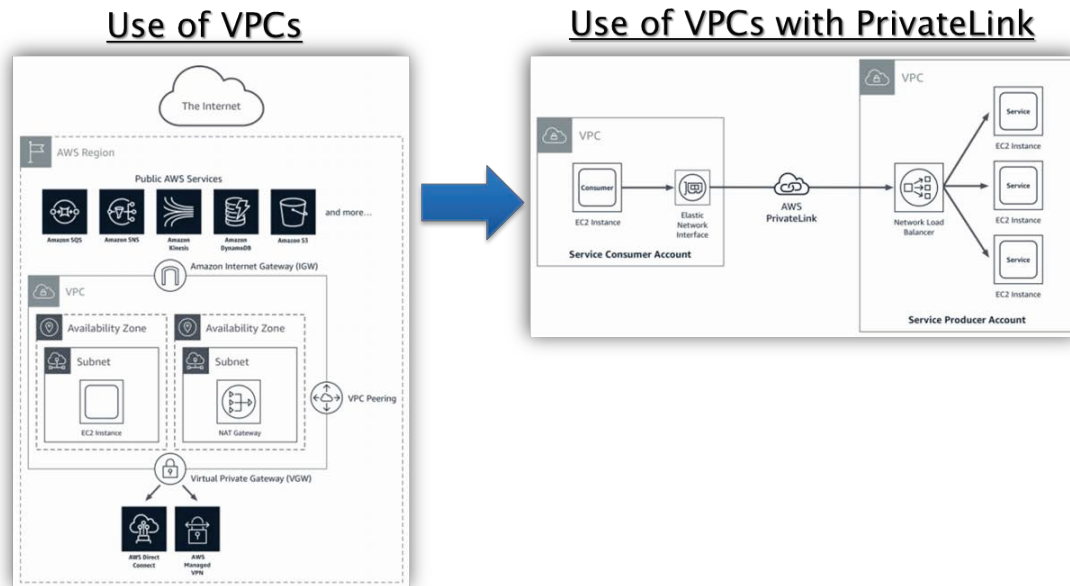 Use of VPCs
The Internet
AWS Region
Public AWS Services
Amazon SQS
Amazon SNS
Amazon
Kinesis
Amazon
DynamoDB
Amazon S3
and more...
Amazon Internet Gateway (IGW)
VPC
Availability Zone
Availability Zone
Subnet
Subnet
EC2 Instance
NAT Gateway
VPC Peering
Virtual Private Gateway (VGW)
AWS Direct
Connect
AWS
Managed
VPN
Use of VPCs with PrivateLink
VPC
Consumer
EC2 Instance
Elastic
Network
Interface
Service Consumer Account
AWS
PrivateLink
VPC
Network Load
Balancer
Service
EC2 Instance
Service
EC2 Instance
Service
EC2 Instance
Service Producer Account